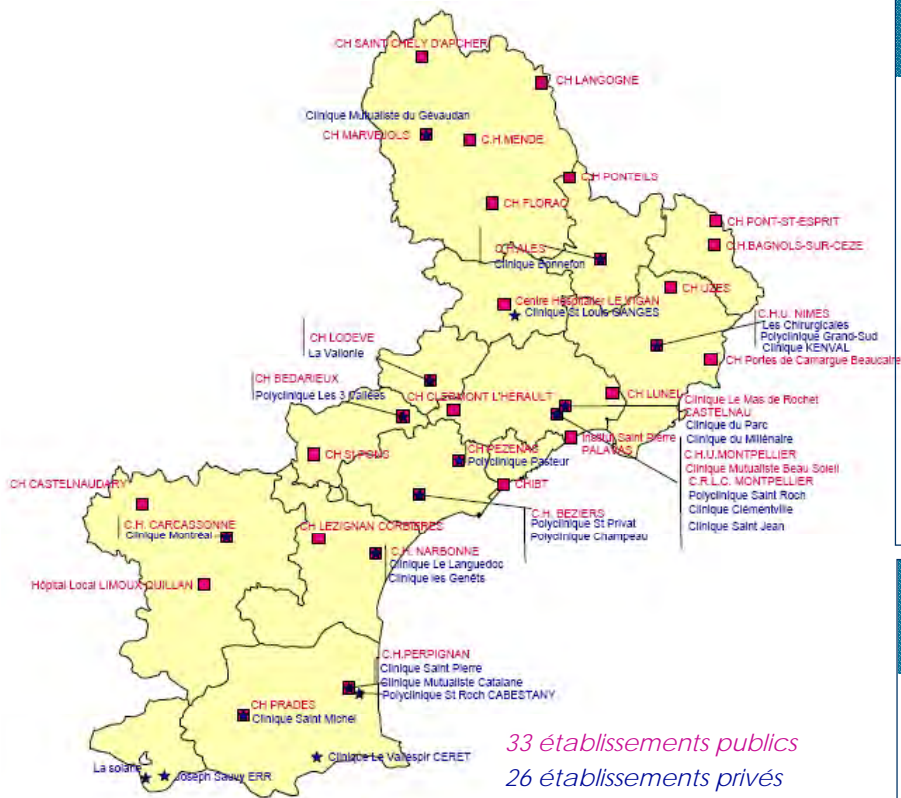 CH SAINT CHELY D'APCHER
CH LANGOGNE
Clinique Mutualiste du Gévaudan
CH MARVEJOLS
C.H.MENDE
C.H PONTEILS
CH FLORAC
CH PONT-ST-ESPRIT
C.H.BAGNOLS-SUR-CEZE
C.H.ALES
Clinique Bonnefon
CH UZES
Centre Hospitalier LE VIGAN
Clinique St Louis GANGES
C.H.U. NIMES
Les Chirurgicales
Polyclinique Grand-Sud
Clinique KENVAL
CH Portes de Camargue Beaucaire
CH LODEVE
La Vallonie
CH BEDARIEUX
Polyclinique Les 3 Vallées
CH CLERMONT L'HERAULT
CH LUNEL
Clinique Le Mas de Rochet
CASTELNAU
Clinique du Parc
Clinique du Millénaire
Institut Saint Pierre
PALAVAS
C.H.U.MONTPELLIER
Clinique Mutualiste Beau Soleil
C.R.L.C. MONTPELLIER
Polyclinique Saint Roch
Clinique Clémentville
Clinique Saint Jean
CH St PONS
CH PEZENAS
Polyclinique Pasteur
CHIBT
CH CASTELNAUDARY
C.H. BEZIERS
Polyclinique St Privat
Polyclinique Champeau
C.H. CARCASSONNE
Clinique Montréal
CH LEZIGNAN CORBIERES
C.H. NARBONNE
Clinique Le Languedoc
Clinique les Genêts
Hôpital Local LIMOUX QUILLAN
C.H.PERPIGNAN
Clinique Saint Pierre
Clinique Mutualiste Catalane
Polyclinique St Roch CABESTANY
CH PRADES
Clinique Saint Michel
Clinique Le Vallespir CERET
La solane
Joseph Sauvy ERR
33 établissements publics
26 établissements privés